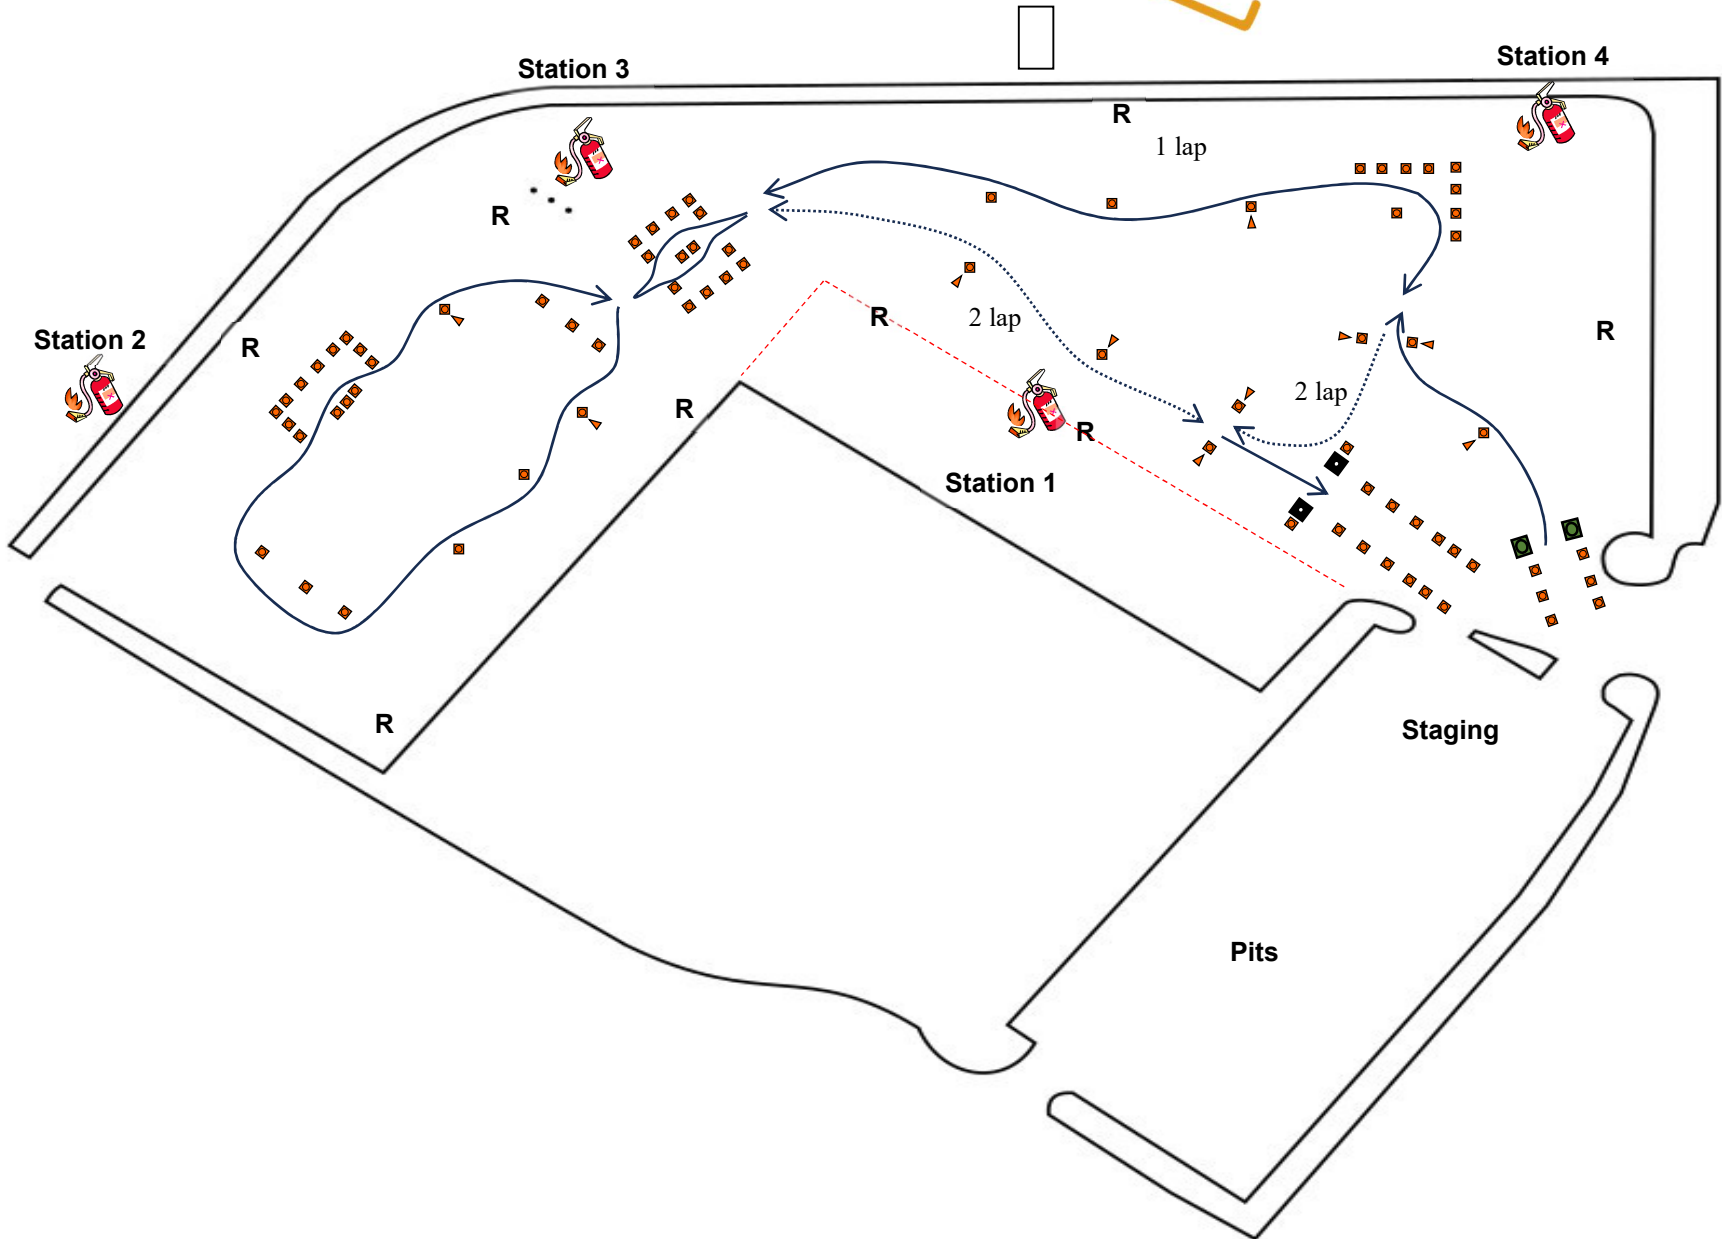 Station 3
Station 4
R
1 lap
R
Station 2
R
R
2 lap
R
2 lap
R
R
Station 1
R
Staging
Pits